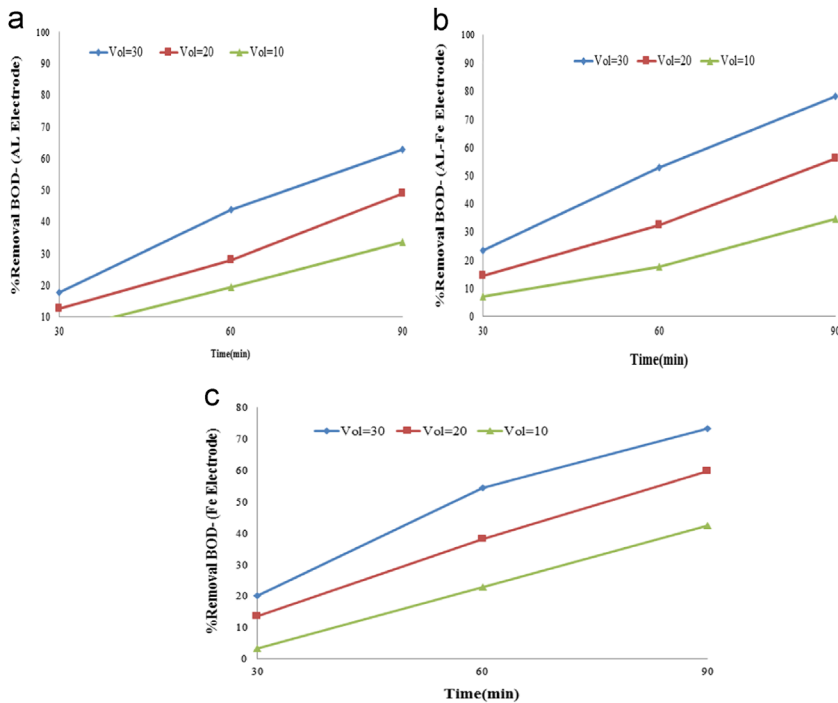 a
%Removal BOD- (AL Electrode)
100
90
80
70
60
50
40
30
20
10
Vol=30 Vol=20 Vol=10
30 60 90
Time(min)
b
%Removal BOD- (AL-Fe Electrode)
100
90
80
70
60
50
40
30
20
10
0
Vol=30 Vol=20 Vol=10
30 60 90
Time(min)
c
%Removal BOD- (Fe Electrode)
80
70
60
50
40
30
20
10
0
Vol=30 Vol=20 Vol=10
30 60 90
Time(min)